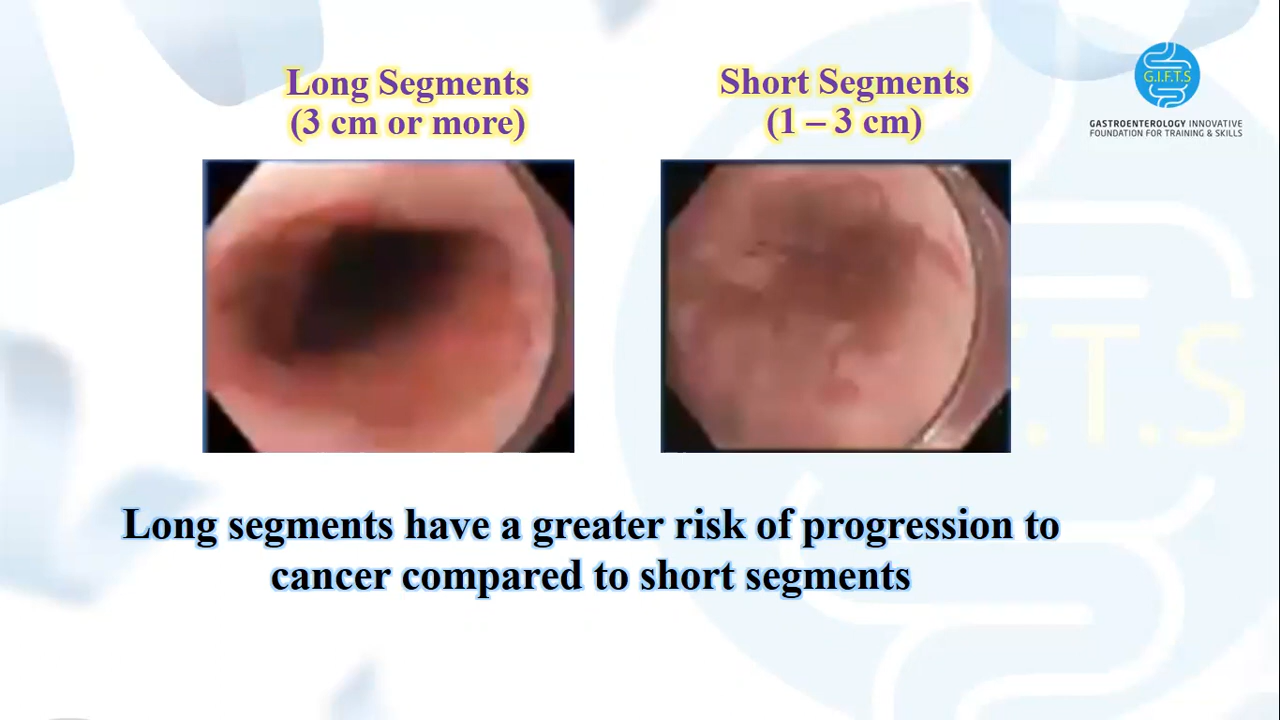 Long Segments
(3 cm or more)
Short Segments
(1 – 3 cm)
G.I.F.T.S
GASTROENTEROLOGY INNOVATIVE
FOUNDATION FOR TRAINING & SKILLS
.F.T.S
Long segments have a greater risk of progression to
cancer compared to short segments